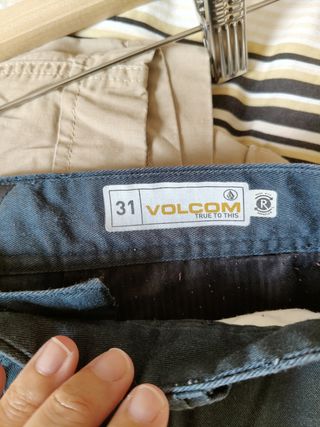 31 VOLCOM
TRUE TO THIS
R